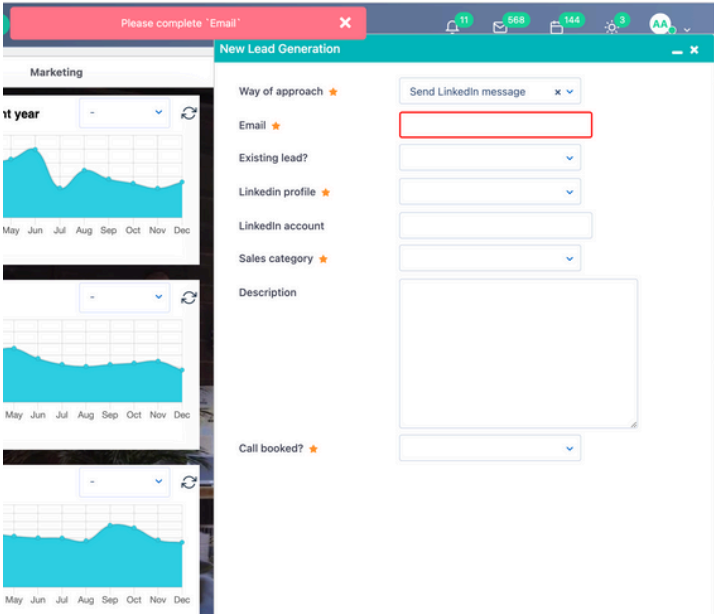 Please complete `Email`
11
568
144
3
AA
New Lead Generation
Marketing
nt year
-
May Jun Jul Aug Sep Oct Nov Dec
-
May Jun Jul Aug Sep Oct Nov Dec
-
May Jun Jul Aug Sep Oct Nov Dec
Way of approach
Send LinkedIn message
Email
Existing lead?
Linkedin profile
LinkedIn account
Sales category
Description
Call booked?